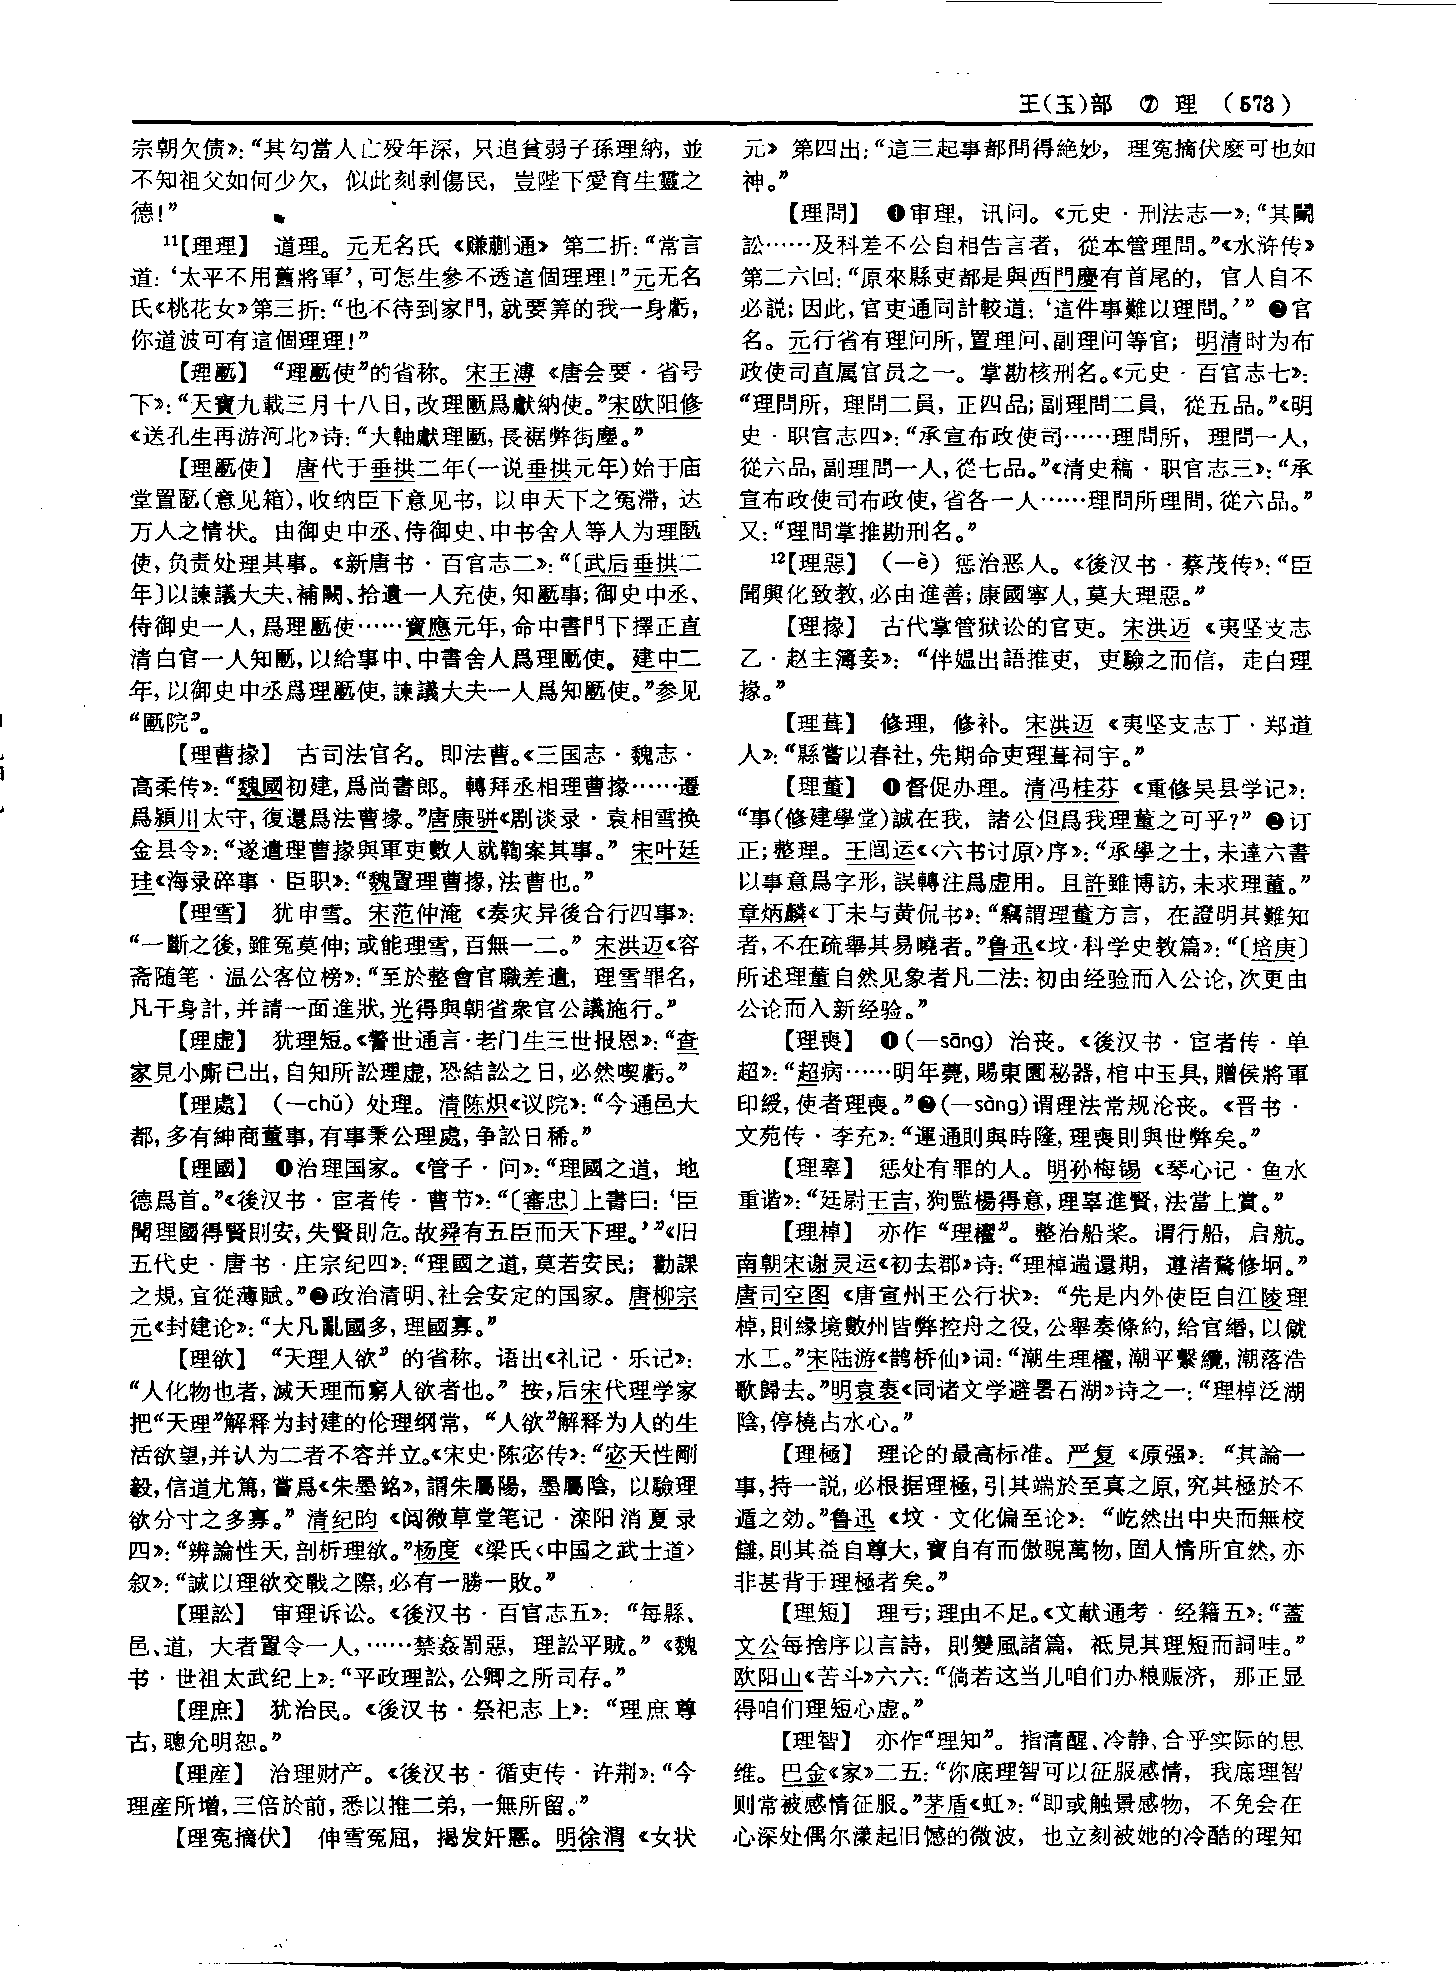 王(玉)部 ⑦ 理 （573）
宗朝欠债》：“其勾當人亡殁年深，只追貧弱子孫理納，並
不知祖父如何少欠，似此刻剥傷民，豈陛下愛育生靈之
德！”
11【理理】 道理。元无名氏《赚蒯通》第二折：“常言
道：‘太平不用舊將軍’，可怎生參不透這個理理！”元无名
氏《桃花女》第三折：“也不待到家門，就要筭的我一身虧，
你道波可有這個理理！”
【理匭】 “理匭使”的省称。宋王溥《唐会要·省号
下》：“天寶九載三月十八日，改理匭爲獻納使。”宋欧阳修
《送孔生再游河北》诗：“大軸獻理匭，長裾弊街塵。”
【理匭使】 唐代于垂拱二年(一说垂拱元年)始于庙
堂置匭(意见箱)，收纳臣下意见书，以申天下之冤滞，达
万人之情状。由御史中丞、侍御史、中书舍人等人为理匭
使，负责处理其事。《新唐书·百官志二》：“〔武后垂拱二
年〕以諫議大夫、補闕、拾遺一人充使，知匭事；御史中丞、
侍御史一人，爲理匭使……寶應元年，命中書門下擇正直
清白官一人知匭，以給事中、中書舍人爲理匭使。建中二
年，以御史中丞爲理匭使，諫議大夫一人爲知匭使。”参见
“匭院”。
【理曹掾】 古司法官名。即法曹。《三国志·魏志·
高柔传》：“魏國初建，爲尚書郎。轉拜丞相理曹掾……遷
爲潁川太守，復還爲法曹掾。”唐康骈《剧谈录·袁相雪换
金县令》：“遂遣理曹掾與軍吏數人就鞫案其事。”宋叶廷
珪《海录碎事·臣职》：“魏置理曹掾，法曹也。”
【理雪】 犹申雪。宋范仲淹《奏灾异後合行四事》：
“一斷之後，雖冤莫伸；或能理雪，百無一二。”宋洪迈《容
斋随笔·温公客位榜》：“至於整會官職差遣，理雪罪名，
凡干身計，并請一面進狀，光得與朝省衆官公議施行。”
【理虚】 犹理短。《警世通言·老门生三世报恩》：“查
家見小廝已出，自知所訟理虚，恐結訟之日，必然喫虧。”
【理處】 (—chǔ) 处理。清陈炽《议院》：“今通邑大
都，多有紳商董事，有事秉公理處，争訟日稀。”
【理國】 ❶治理国家。《管子·问》：“理國之道，地
德爲首。”《後汉书·宦者传·曹节》：“〔審忠〕上書曰：‘臣
聞理國得賢則安，失賢則危。故舜有五臣而天下理。’”《旧
五代史·唐书·庄宗纪四》：“理國之道，莫若安民；勸課
之規，宜從薄賦。”❷政治清明、社会安定的国家。唐柳宗
元《封建论》：“大凡亂國多，理國寡。”
【理欲】 “天理人欲”的省称。语出《礼记·乐记》：
“人化物也者，滅天理而窮人欲者也。”按，后宋代理学家
把“天理”解释为封建的伦理纲常，“人欲”解释为人的生
活欲望，并认为二者不容并立。《宋史·陈宓传》：“宓天性剛
毅，信道尤篤，嘗爲《朱墨銘》，謂朱屬陽，墨屬陰，以驗理
欲分寸之多寡。”清纪昀《阅微草堂笔记·滦阳消夏录
四》：“辨論性天，剖析理欲。”杨度《梁氏〈中国之武士道〉
叙》：“誠以理欲交戰之際，必有一勝一敗。”
【理訟】 审理诉讼。《後汉书·百官志五》：“每縣、
邑、道，大者置令一人，……禁姦罰惡，理訟平賊。”《魏
书·世祖太武纪上》：“平政理訟，公卿之所司存。”
【理庶】 犹治民。《後汉书·祭祀志上》：“理庶尊
古，聰允明恕。”
【理産】 治理财产。《後汉书·循吏传·许荆》：“今
理産所增，三倍於前，悉以推二弟，一無所留。”
【理冤摘伏】 伸雪冤屈，揭发奸慝。明徐渭《女状
元》第四出：“這三起事都問得絶妙，理冤摘伏麽可也如
神。”
【理問】 ❶审理，讯问。《元史·刑法志一》：“其鬭
訟……及科差不公自相告言者，從本管理問。”《水浒传》
第二六回：“原來縣吏都是與西門慶有首尾的，官人自不
必説；因此，官吏通同計較道：‘這件事難以理問。’”❷官
名。元行省有理问所，置理问、副理问等官；明清时为布
政使司直属官员之一。掌勘核刑名。《元史·百官志七》：
“理問所，理問二員，正四品；副理問二員，從五品。”《明
史·职官志四》：“承宣布政使司……理問所，理問一人，
從六品，副理問一人，從七品。”《清史稿·职官志三》：“承
宣布政使司布政使，省各一人……理問所理問，從六品。”
又：“理問掌推勘刑名。”
12【理惡】 (—è) 惩治恶人。《後汉书·蔡茂传》：“臣
聞興化致教，必由進善；康國寧人，莫大理惡。”
【理掾】 古代掌管狱讼的官吏。宋洪迈《夷坚支志
乙·赵主簿妾》：“伴媪出語推吏，吏驗之而信，走白理
掾。”
【理葺】 修理，修补。宋洪迈《夷坚支志丁·郑道
人》：“縣嘗以春社，先期命吏理葺祠宇。”
【理董】 ❶督促办理。清冯桂芬《重修吴县学记》：
“事(修建學堂)誠在我，諸公但爲我理董之可乎？”❷订
正；整理。王闿运《〈六书讨原〉序》：“承學之士，未達六書
以事意爲字形，誤轉注爲虚用。且許雖博訪，未求理董。”
章炳麟《丁未与黄侃书》：“竊謂理董方言，在證明其難知
者，不在疏舉其易曉者。”鲁迅《坟·科学史教篇》：“〔培庚〕
所述理董自然见象者凡二法：初由经验而入公论，次更由
公论而入新经验。”
【理喪】 ❶(—sāng) 治丧。《後汉书·宦者传·单
超》：“超病……明年薨，賜東園秘器，棺中玉具，贈侯將軍
印綬，使者理喪。”❷(—sàng)谓理法常规沦丧。《晋书·
文苑传·李充》：“運通則與時隆，理喪則與世弊矣。”
【理辜】 惩处有罪的人。明孙梅锡《琴心记·鱼水
重谐》：“廷尉王吉，狗監楊得意，理辜進賢，法當上賞。”
【理棹】 亦作“理櫂”。整治船桨。谓行船，启航。
南朝宋谢灵运《初去郡》诗：“理棹遄還期，遵渚騖修坰。”
唐司空图《唐宣州王公行状》：“先是内外使臣自江陵理
棹，則緣境數州皆弊控舟之役，公舉奏條約，給官緡，以僦
水工。”宋陆游《鹊桥仙》词：“潮生理櫂，潮平繫纜，潮落浩
歌歸去。”明袁袠《同诸文学避暑石湖》诗之一：“理棹泛湖
陰，停橈占水心。”
【理極】 理论的最高标准。严复《原强》：“其論一
事，持一説，必根据理極，引其端於至真之原，究其極於不
遁之効。”鲁迅《坟·文化偏至论》：“屹然出中央而無校
讎，則其益自尊大，寶自有而傲睨萬物，固人情所宜然，亦
非甚背于理極者矣。”
【理短】 理亏；理由不足。《文献通考·经籍五》：“蓋
文公每捨序以言詩，則變風諸篇，祗見其理短而詞哇。”
欧阳山《苦斗》六六：“倘若这当儿咱们办粮赈济，那正显
得咱们理短心虚。”
【理智】 亦作“理知”。指清醒、冷静、合乎实际的思
维。巴金《家》二五：“你底理智可以征服感情，我底理智
则常被感情征服。”茅盾《虹》：“即或触景感物，不免会在
心深处偶尔漾起旧憾的微波，也立刻被她的冷酷的理知